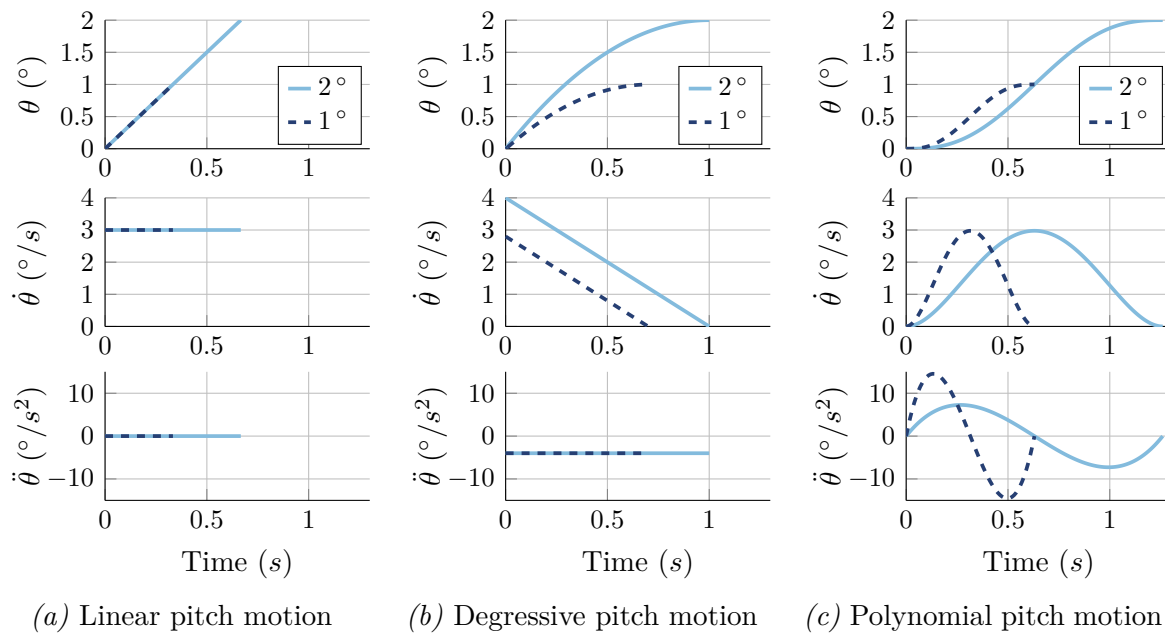 θ (°)
2
1.5
1
0.5
0
0 0.5 1
2°
1°
θ (°)
2
1.5
1
0.5
0
0 0.5 1
2°
1°
θ (°)
2
1.5
1
0.5
0
0 0.5 1
2°
1°
θ̇ (°/s)
4
3
2
1
0
0 0.5 1
θ̇ (°/s)
4
3
2
1
0
0 0.5 1
θ̇ (°/s)
4
3
2
1
0
0 0.5 1
θ̈ (°/s²)
10
0
−10
0 0.5 1
Time (s)
θ̈ (°/s²)
10
0
−10
0 0.5 1
Time (s)
θ̈ (°/s²)
10
0
−10
0 0.5 1
Time (s)
(a) Linear pitch motion
(b) Degressive pitch motion
(c) Polynomial pitch motion